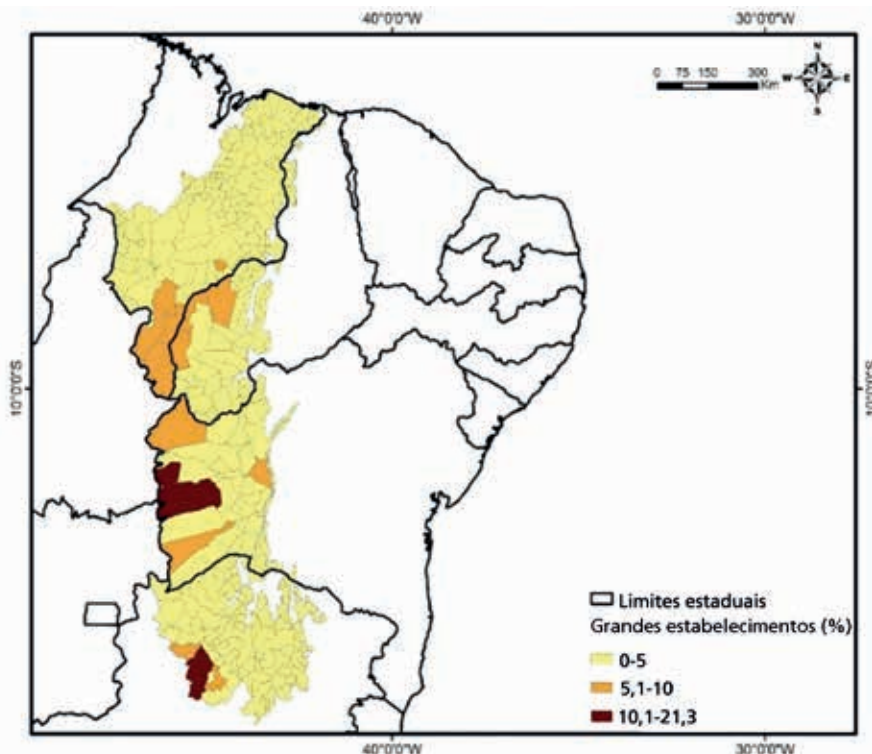 40°0'0"W 30°0'0"W
N
W E
S
0 75 150 300
Km
10°0'0"S 10°0'0"S
Limites estaduais
Grandes estabelecimentos (%)
0-5
5,1-10
10,1-21,3
40°0'0"W 30°0'0"W